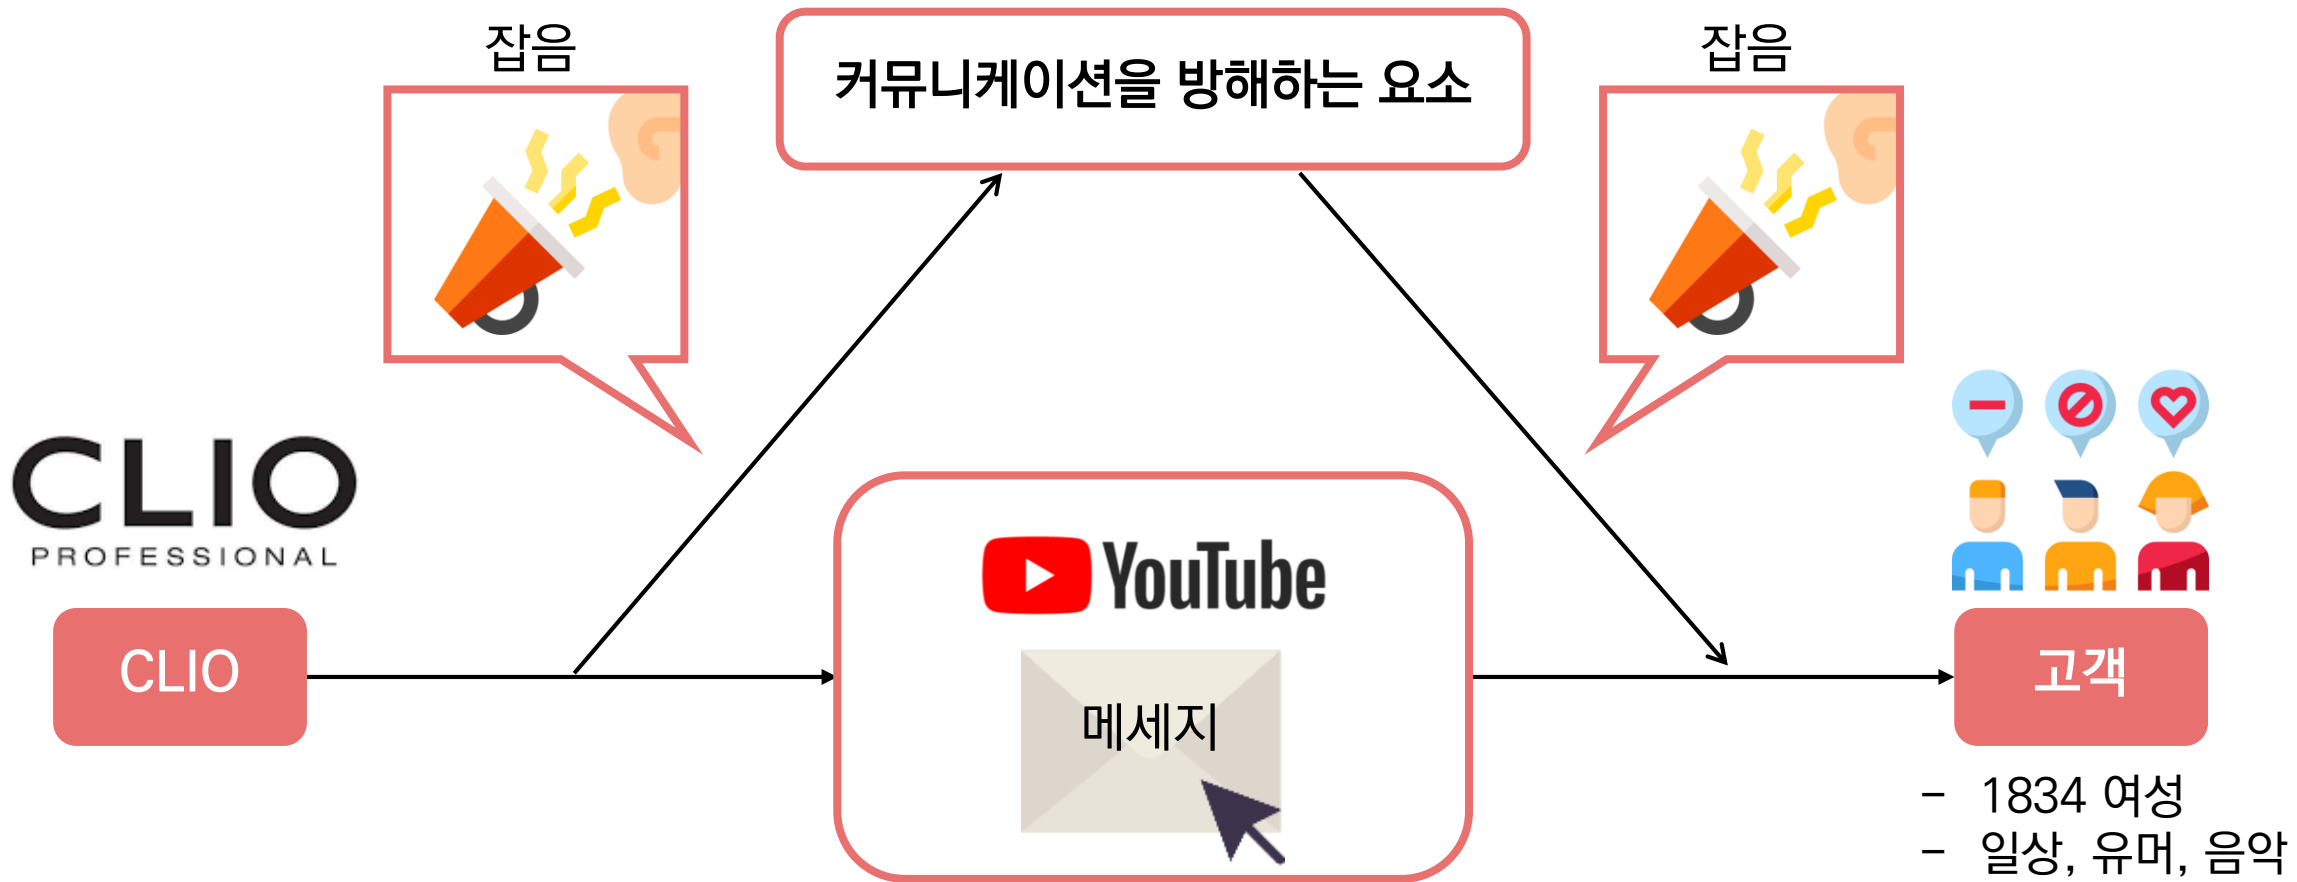 잡음
커뮤니케이션을 방해하는 요소
잡음
CLIO
PROFESSIONAL
CLIO
YouTube
메세지
고객
- 1834 여성
- 일상, 유머, 음악